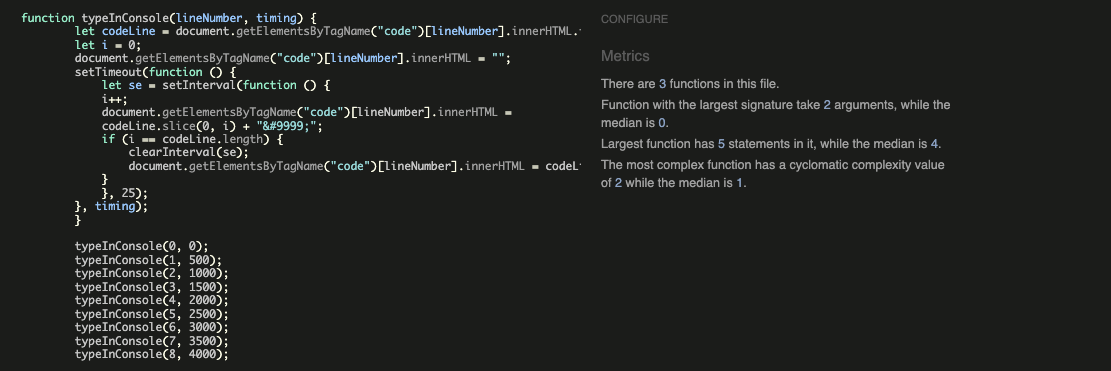 function typeInConsole(lineNumber, timing) {
let codeLine = document.getElementsByTagName("code")[lineNumber].innerHTML.
let i = 0;
document.getElementsByTagName("code")[lineNumber].innerHTML = "";
setTimeout(function () {
let se = setInterval(function () {
i++;
document.getElementsByTagName("code")[lineNumber].innerHTML =
codeLine.slice(0, i) + "&#9999;";
if (i == codeLine.length) {
clearInterval(se);
document.getElementsByTagName("code")[lineNumber].innerHTML = codeL
}
}, 25);
}, timing);
}
typeInConsole(0, 0);
typeInConsole(1, 500);
typeInConsole(2, 1000);
typeInConsole(3, 1500);
typeInConsole(4, 2000);
typeInConsole(5, 2500);
typeInConsole(6, 3000);
typeInConsole(7, 3500);
typeInConsole(8, 4000);
CONFIGURE
Metrics
There are 3 functions in this file.
Function with the largest signature take 2 arguments, while the
median is 0.
Largest function has 5 statements in it, while the median is 4.
The most complex function has a cyclomatic complexity value
of 2 while the median is 1.